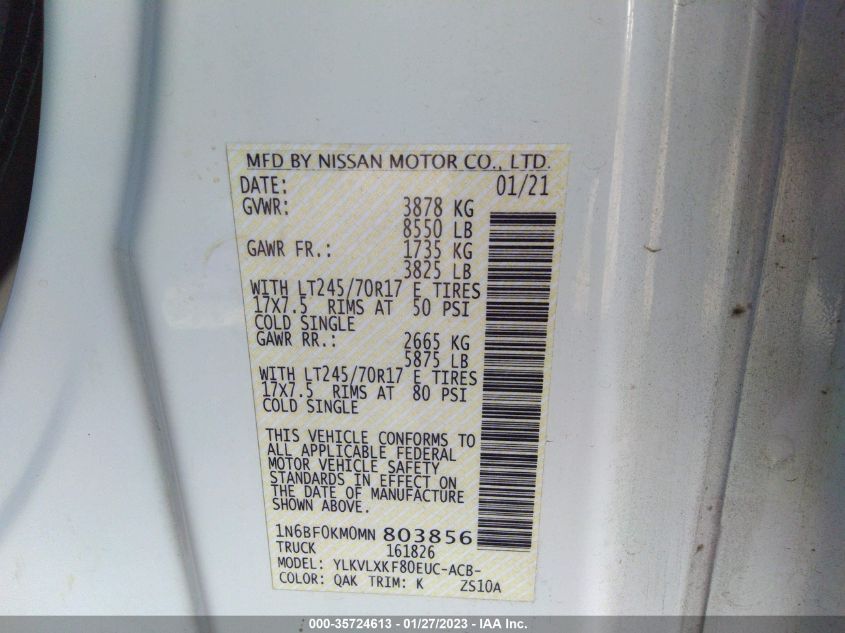 MFD BY NISSAN MOTOR CO., LTD.
DATE: 01/21
GVWR: 3878 KG
8550 LB
GAWR FR.: 1735 KG
3825 LB
WITH LT245/70R17 E TIRES
17X7.5 RIMS AT 50 PSI
COLD SINGLE
GAWR RR.: 2665 KG
5875 LB
WITH LT245/70R17 E TIRES
17X7.5 RIMS AT 80 PSI
COLD SINGLE
THIS VEHICLE CONFORMS TO
ALL APPLICABLE FEDERAL
MOTOR VEHICLE SAFETY
STANDARDS IN EFFECT ON
THE DATE OF MANUFACTURE
SHOWN ABOVE.
1N6BF0KM0MN 803856
TRUCK 161826
MODEL: YLKVLXKF80EUC-ACB-
COLOR: QAK TRIM: K ZS10A
000-35724613 - 01/27/2023 - IAA Inc.